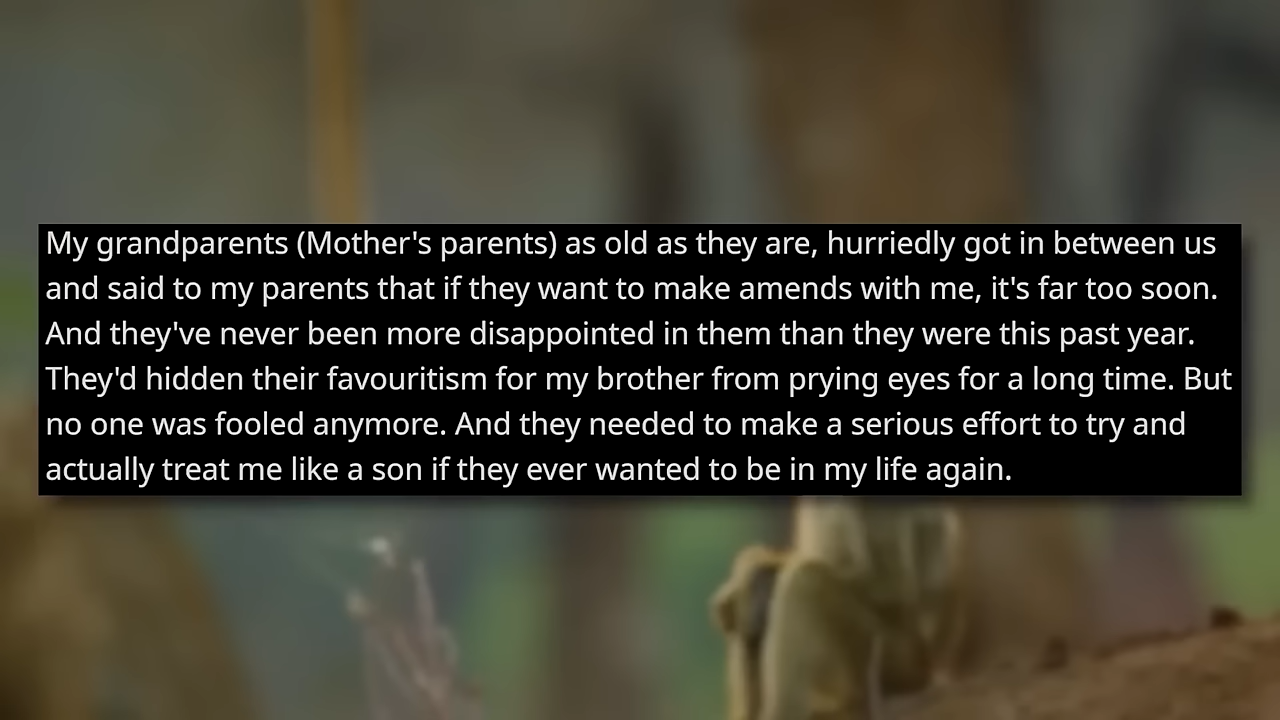 My grandparents (Mother's parents) as old as they are, hurriedly got in between us
and said to my parents that if they want to make amends with me, it's far too soon.
And they've never been more disappointed in them than they were this past year.
They'd hidden their favouritism for my brother from prying eyes for a long time. But
no one was fooled anymore. And they needed to make a serious effort to try and
actually treat me like a son if they ever wanted to be in my life again.